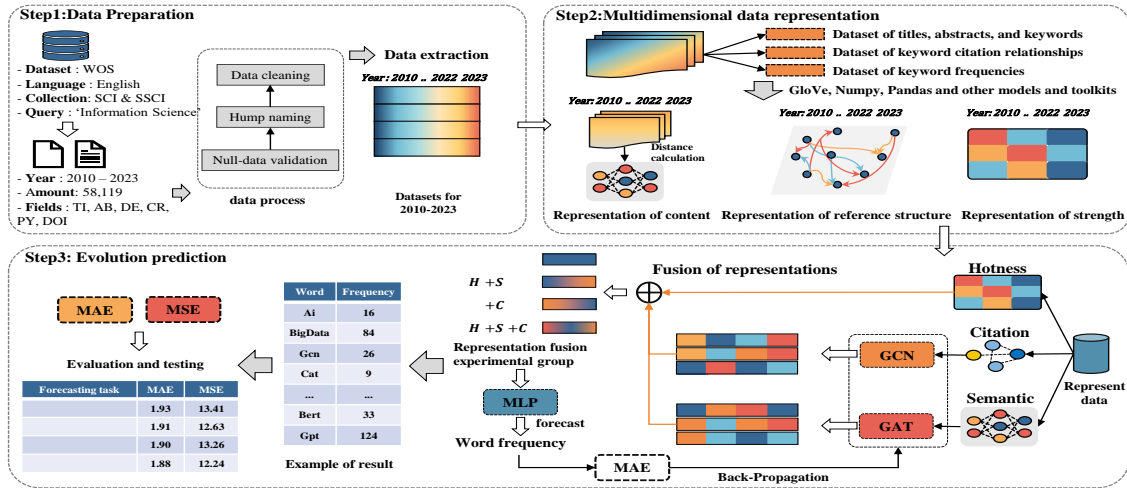 Step1:Data Preparation
- Dataset : WOS
- Language : English
- Collection: SCI & SSCI
- Query : ‘Information Science’
- Year : 2010 – 2023
- Amount: 58,119
- Fields : TI, AB, DE, CR,
PY, DOI
Data cleaning
Hump naming
Null-data validation
data process
Data extraction
Year: 2010 .. 2022 2023
Datasets for
2010-2023
Step2:Multidimensional data representation
Dataset of titles, abstracts, and keywords
Dataset of keyword citation relationships
Dataset of keyword frequencies
GloVe, Numpy, Pandas and other models and toolkits
Year: 2010 .. 2022 2023
Distance
calculation
Representation of content
Year: 2010 .. 2022 2023
Representation of reference structure
Year: 2010 .. 2022 2023
Representation of strength
Step3: Evolution prediction
MAE
MSE
Evaluation and testing
Forecasting task MAE MSE
1.93 13.41
1.91 12.63
1.90 13.26
1.88 12.24
Word Frequency
Ai 16
BigData 84
Gcn 26
Cat 9
... ...
Bert 33
Gpt 124
Example of result
H +S
+C
H +S +C
Representation fusion
experimental group
MLP
forecast
Word frequency
MAE
Back-Propagation
Fusion of representations
GCN
GAT
Hotness
Citation
Semantic
Represent
data